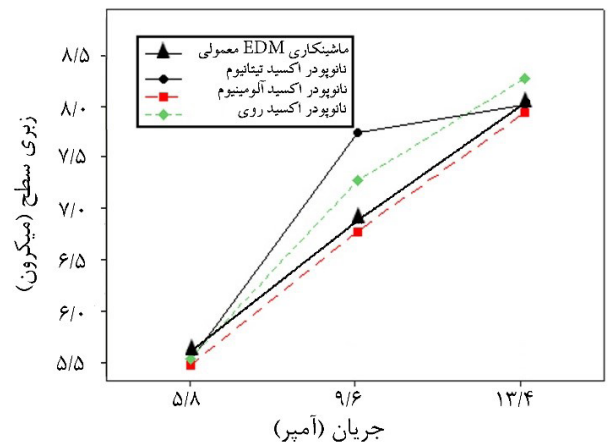 ماشینکاری EDM معمولی
نانوپودر اکسید تیتانیوم
نانوپودر اکسید آلومینیوم
نانوپودر اکسید روی
زبری سطح (میکرون)
۸/۵
۸/۰
۷/۵
۷/۰
۶/۵
۶/۰
۵/۵
۵/۸
۹/۶
۱۳/۴
جریان (آمپر)